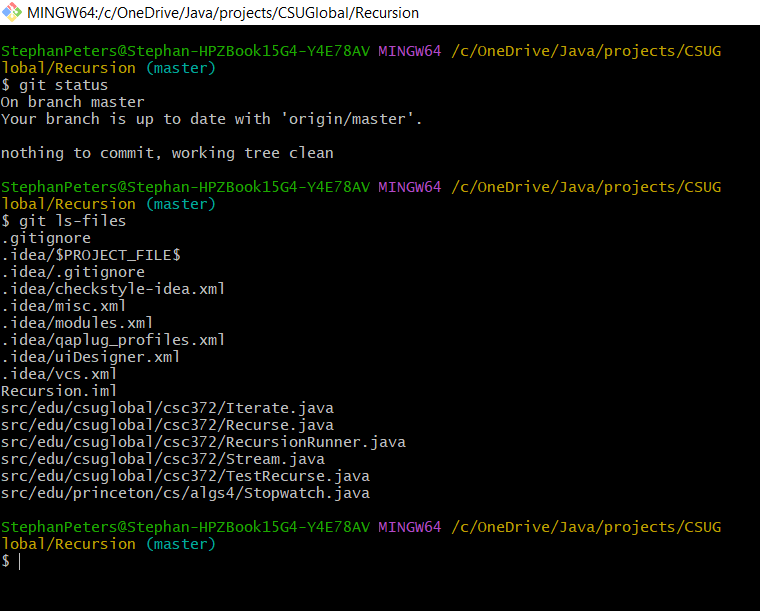 MINGW64:/c/OneDrive/Java/projects/CSUGlobal/Recursion
StephanPeters@Stephan-HPZBook15G4-Y4E78AV MINGW64 /c/OneDrive/Java/projects/CSUG
lobal/Recursion (master)
$ git status
On branch master
Your branch is up to date with 'origin/master'.
nothing to commit, working tree clean
StephanPeters@Stephan-HPZBook15G4-Y4E78AV MINGW64 /c/OneDrive/Java/projects/CSUG
lobal/Recursion (master)
$ git ls-files
.gitignore
.idea/$PROJECT_FILE$
.idea/.gitignore
.idea/checkstyle-idea.xml
.idea/misc.xml
.idea/modules.xml
.idea/qaplug_profiles.xml
.idea/uiDesigner.xml
.idea/vcs.xml
Recursion.iml
src/edu/csuglobal/csc372/Iterate.java
src/edu/csuglobal/csc372/Recurse.java
src/edu/csuglobal/csc372/RecursionRunner.java
src/edu/csuglobal/csc372/Stream.java
src/edu/csuglobal/csc372/TestRecurse.java
src/edu/princeton/cs/algs4/Stopwatch.java
StephanPeters@Stephan-HPZBook15G4-Y4E78AV MINGW64 /c/OneDrive/Java/projects/CSUG
lobal/Recursion (master)
$